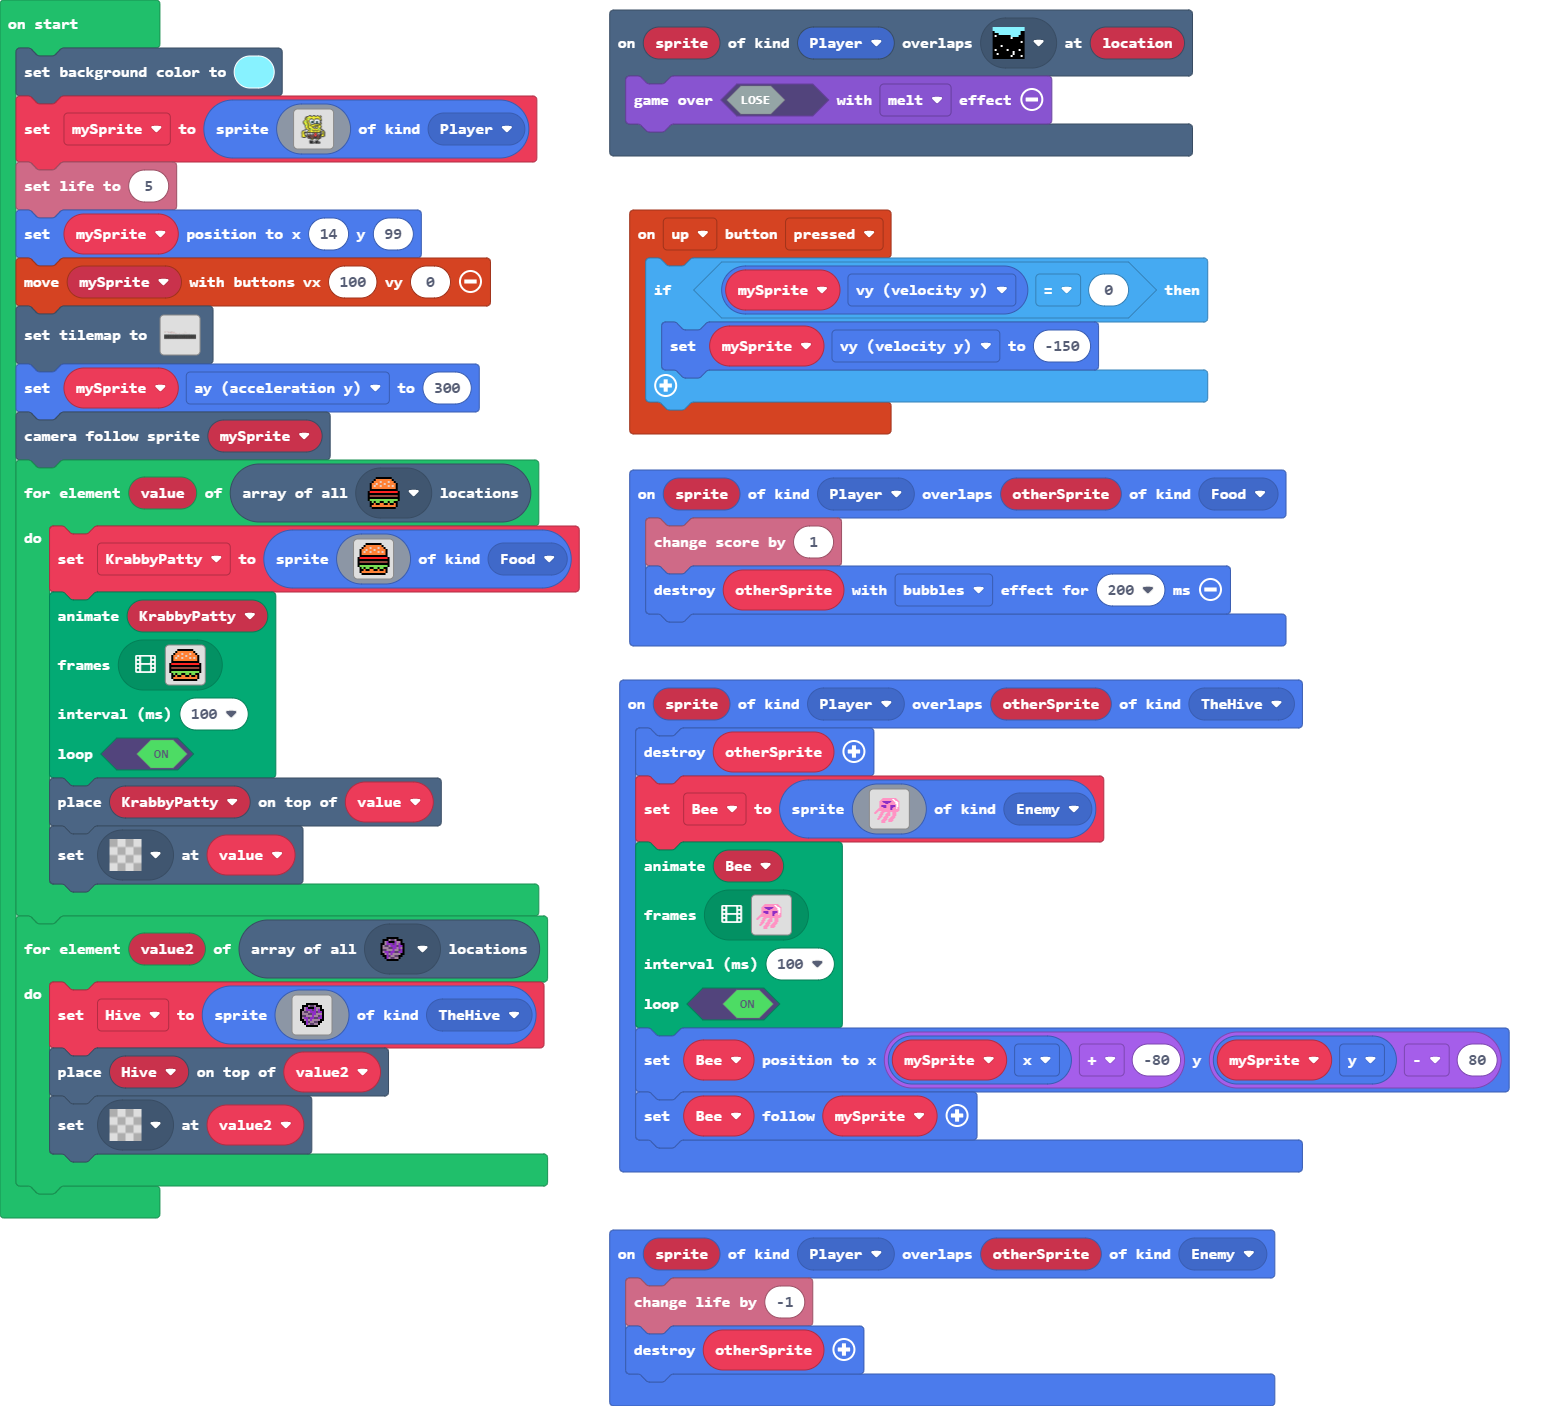 on start
set background color to
set mySprite to sprite of kind Player
set life to 5
set mySprite position to x 14 y 99
move mySprite with buttons vx 100 vy 0
set tilemap to
set mySprite ay (acceleration y) to 300
camera follow sprite mySprite
for element value of array of all locations
do
set KrabbyPatty to sprite of kind Food
animate KrabbyPatty
frames
interval (ms) 100
loop ON
place KrabbyPatty on top of value
set at value
for element value2 of array of all locations
do
set Hive to sprite of kind TheHive
place Hive on top of value2
set at value2
on sprite of kind Player overlaps at location
game over LOSE with melt effect
on up button pressed
if mySprite vy (velocity y) = 0 then
set mySprite vy (velocity y) to -150
on sprite of kind Player overlaps otherSprite of kind Food
change score by 1
destroy otherSprite with bubbles effect for 200 ms
on sprite of kind Player overlaps otherSprite of kind TheHive
destroy otherSprite
set Bee to sprite of kind Enemy
animate Bee
frames
interval (ms) 100
loop ON
set Bee position to x mySprite x + -80 y mySprite y - 80
set Bee follow mySprite
on sprite of kind Player overlaps otherSprite of kind Enemy
change life by -1
destroy otherSprite